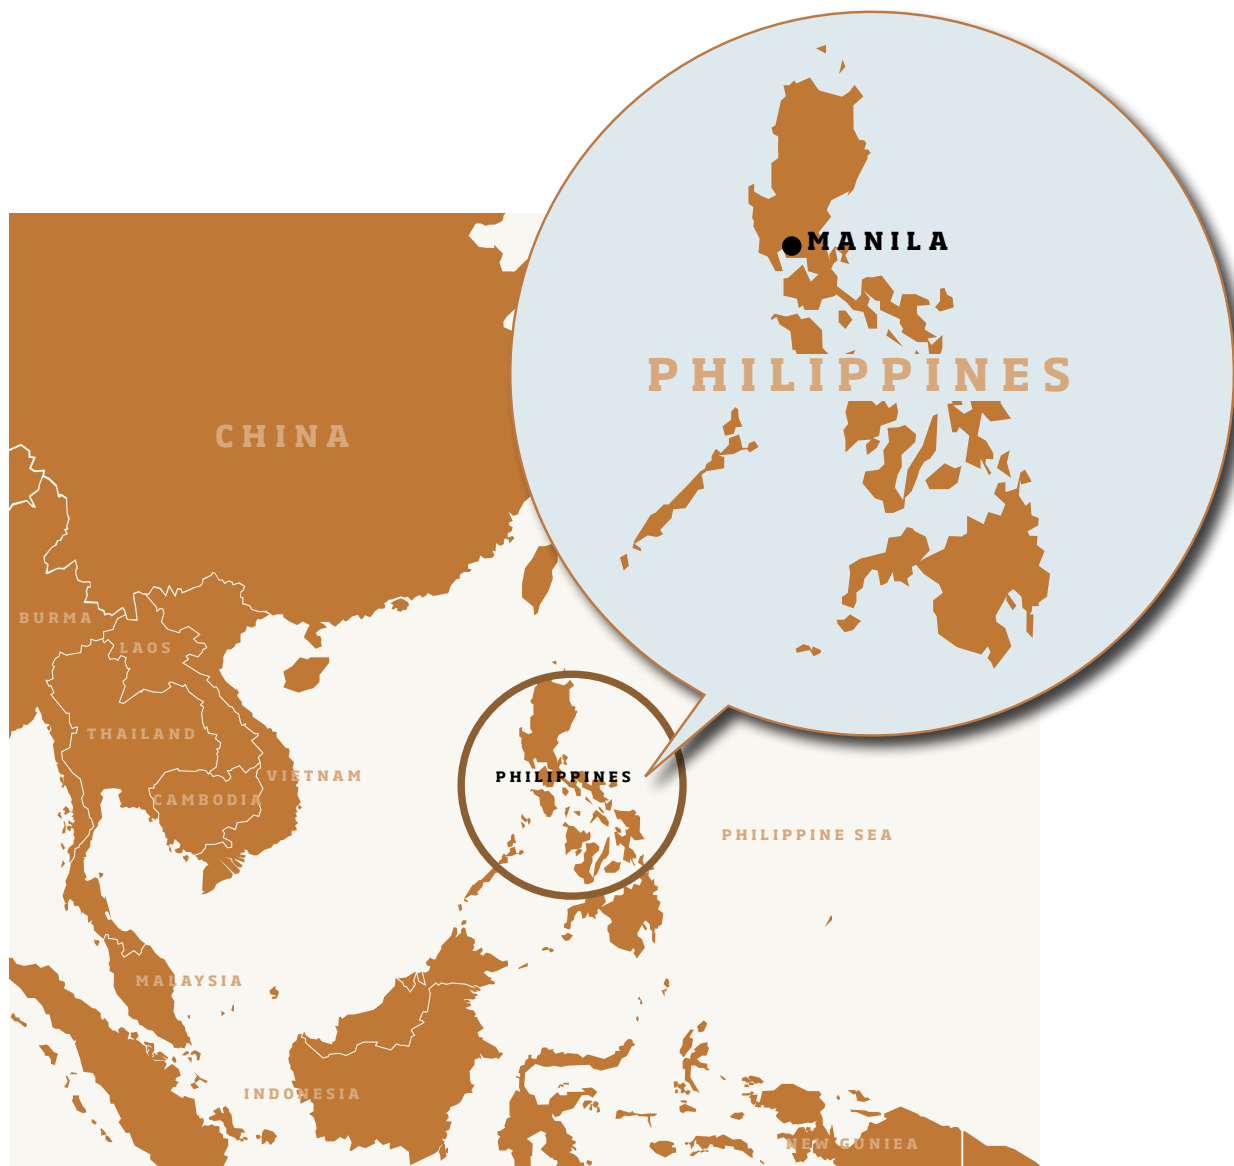 MANILA
PHILIPPINES
CHINA
BURMA
LAOS
THAILAND
VIETNAM
CAMBODIA
PHILIPPINES
PHILIPPINE SEA
MALAYSIA
INDONESIA
NEW GUNIEA